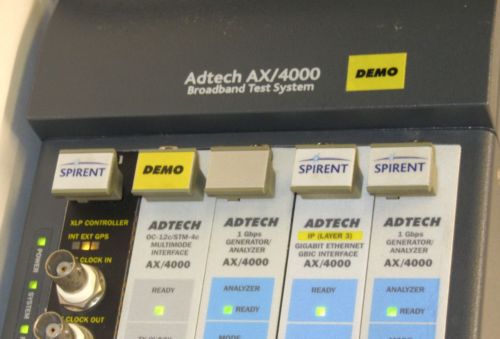 Adtech AX/4000
Broadband Test System
DEMO
SPIRENT
DEMO
SPIRENT
SPIRENT
XLP CONTROLLER
INT EXT GPS
CLOCK IN
CLOCK OUT
POWER
SYSTEM
ADTECH
OC-12c/STM-4c
MULTIMODE
INTERFACE
AX/4000
READY
ADTECH
1 Gbps
GENERATOR/
ANALYZER
AX/4000
ANALYZER
READY
MODE
ADTECH
IP (LAYER 3)
GIGABIT ETHERNET
GBIC INTERFACE
AX/4000
READY
ADTECH
1 Gbps
GENERATOR/
ANALYZER
AX/4000
ANALYZER
READY